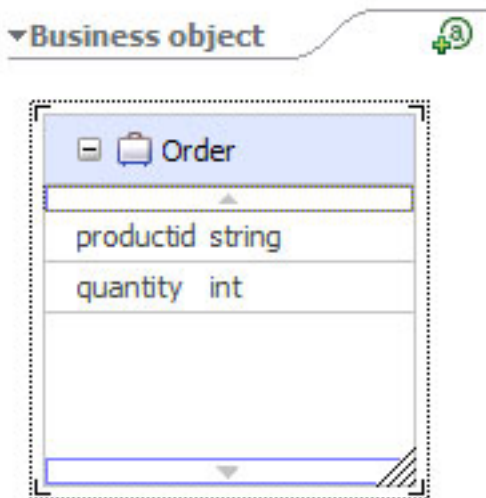 Business object
Order
productid string
quantity int